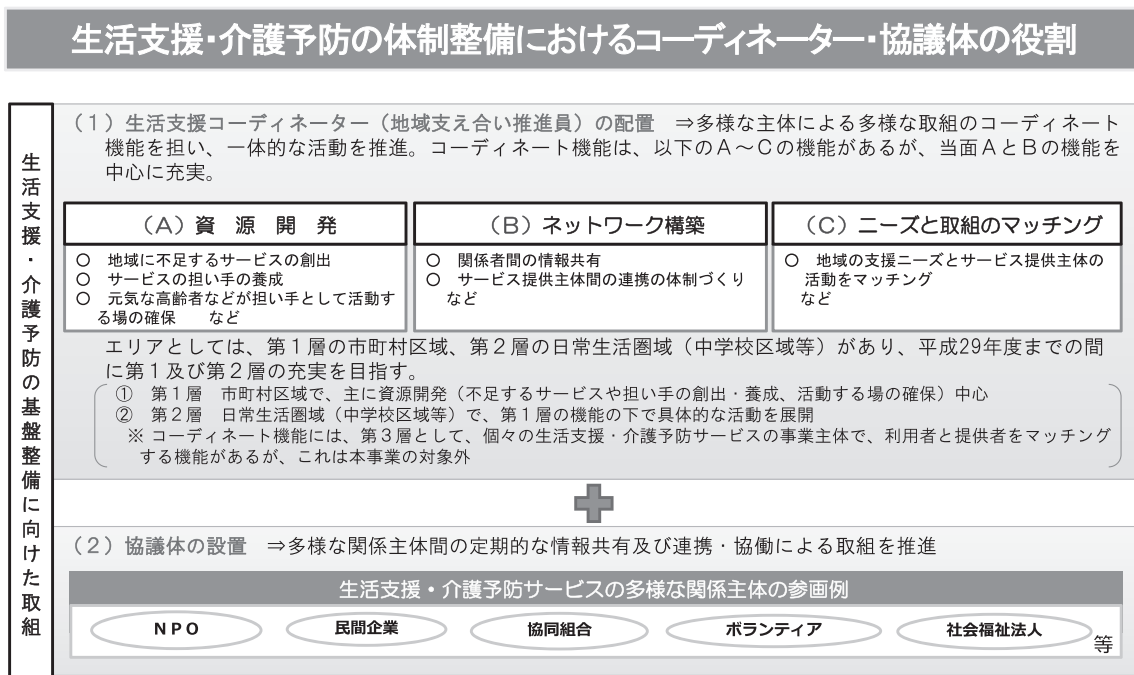 生活支援・介護予防の体制整備におけるコーディネーター・協議体の役割
生活支援・介護予防の基盤整備に向けた取組
（１）生活支援コーディネーター（地域支え合い推進員）の配置　⇒多様な主体による多様な取組のコーディネート
機能を担い、一体的な活動を推進。コーディネート機能は、以下のＡ～Ｃの機能があるが、当面ＡとＢの機能を
中心に充実。
（Ａ）資　源　開　発
○　地域に不足するサービスの創出
○　サービスの担い手の養成
○　元気な高齢者などが担い手として活動す
る場の確保　　など
（Ｂ）ネットワーク構築
○　関係者間の情報共有
○　サービス提供主体間の連携の体制づくり
など
（Ｃ）ニーズと取組のマッチング
○　地域の支援ニーズとサービス提供主体の
活動をマッチング
など
エリアとしては、第１層の市町村区域、第２層の日常生活圏域（中学校区域等）があり、平成29年度までの間
に第１及び第２層の充実を目指す。
①　第１層　市町村区域で、主に資源開発（不足するサービスや担い手の創出・養成、活動する場の確保）中心
②　第２層　日常生活圏域（中学校区域等）で、第１層の機能の下で具体的な活動を展開
※ コーディネート機能には、第３層として、個々の生活支援・介護予防サービスの事業主体で、利用者と提供者をマッチング
する機能があるが、これは本事業の対象外
（２）協議体の設置　⇒多様な関係主体間の定期的な情報共有及び連携・協働による取組を推進
生活支援・介護予防サービスの多様な関係主体の参画例
ＮＰＯ　民間企業　協同組合　ボランティア　社会福祉法人　等